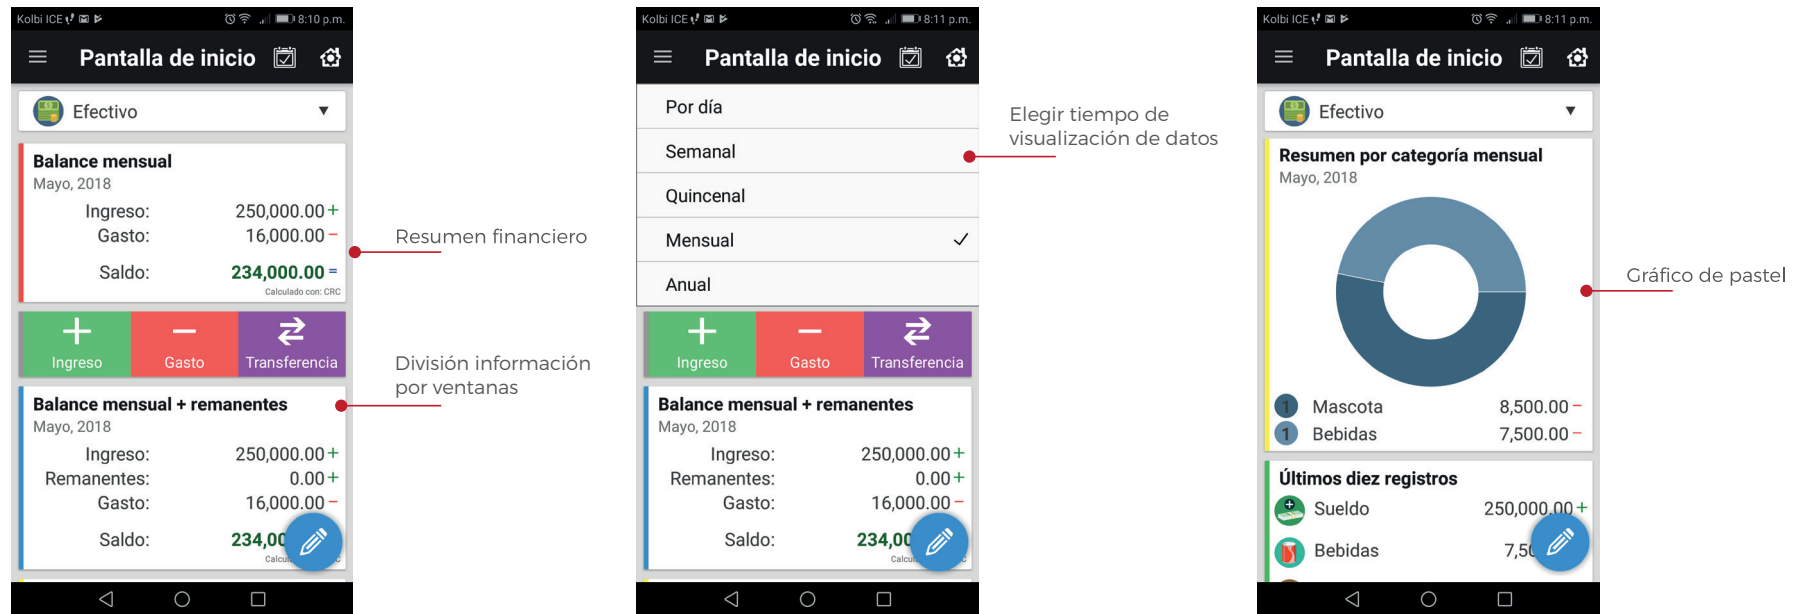 Kolbi ICE 8:10 p.m.
Pantalla de inicio
Efectivo
Balance mensual
Mayo, 2018
Ingreso: 250,000.00 +
Gasto: 16,000.00 −
Saldo: 234,000.00 =
Calculado con: CRC
Ingreso Gasto Transferencia
Balance mensual + remanentes
Mayo, 2018
Ingreso: 250,000.00 +
Remanentes: 0.00 +
Gasto: 16,000.00 −
Saldo: 234,00
Resumen financiero
División información
por ventanas
Kolbi ICE 8:11 p.m.
Pantalla de inicio
Por día
Semanal
Quincenal
Mensual
Anual
Ingreso Gasto Transferencia
Balance mensual + remanentes
Mayo, 2018
Ingreso: 250,000.00 +
Remanentes: 0.00 +
Gasto: 16,000.00 −
Saldo: 234,00
Elegir tiempo de
visualización de datos
Kolbi ICE 8:11 p.m.
Pantalla de inicio
Efectivo
Resumen por categoría mensual
Mayo, 2018
1 Mascota 8,500.00 −
1 Bebidas 7,500.00 −
Últimos diez registros
Sueldo 250,000.00 +
Bebidas 7,50
Gráfico de pastel